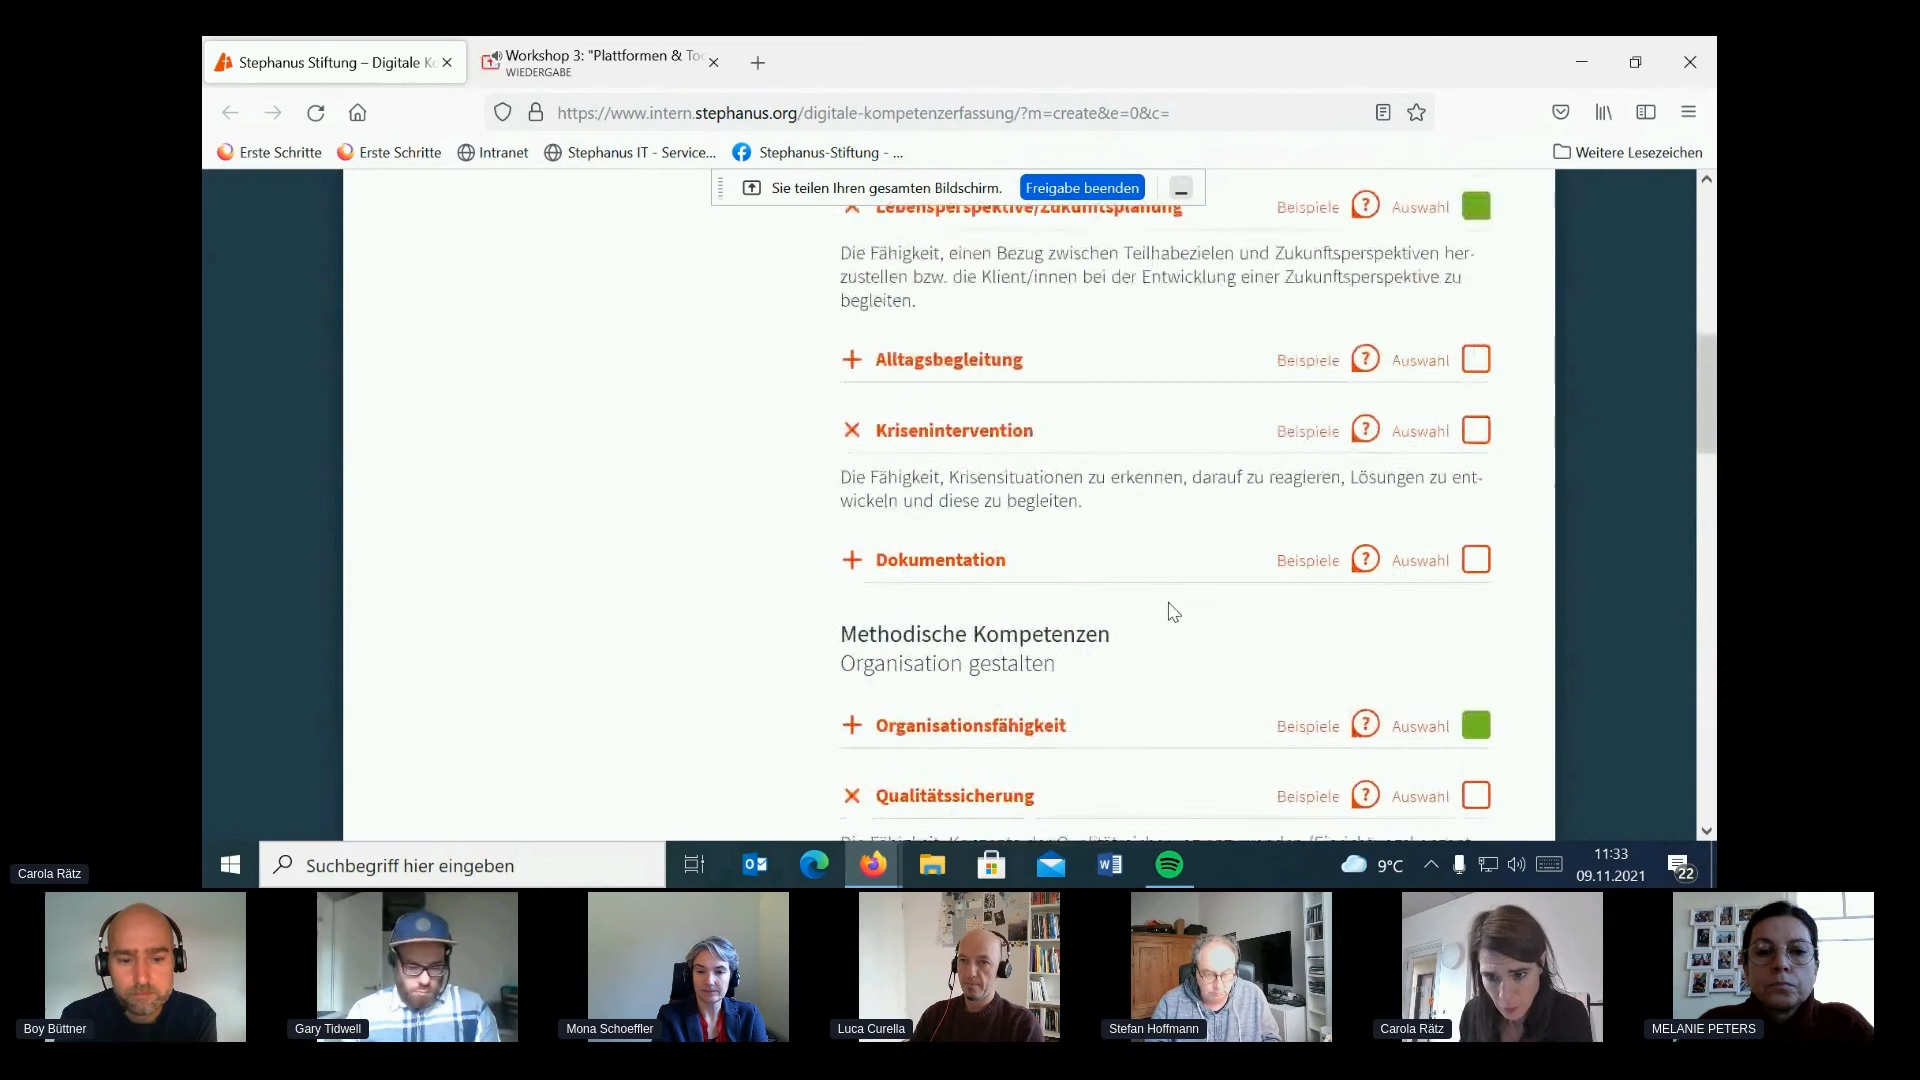 Stephanus Stiftung – Digitale Ko
Workshop 3: "Plattformen & To
WIEDERGABE
https://www.intern.stephanus.org/digitale-kompetenzerfassung/?m=create&e=0&c=
Erste Schritte
Erste Schritte
Intranet
Stephanus IT - Service...
Stephanus-Stiftung - ...
Weitere Lesezeichen
Sie teilen Ihren gesamten Bildschirm.
Freigabe beenden
Lebensperspektive/Zukunftsplanung
Beispiele
?
Auswahl
Die Fähigkeit, einen Bezug zwischen Teilhabezielen und Zukunftsperspektiven her-
zustellen bzw. die Klient/innen bei der Entwicklung einer Zukunftsperspektive zu
begleiten.
Alltagsbegleitung
Beispiele
?
Auswahl
Krisenintervention
Beispiele
?
Auswahl
Die Fähigkeit, Krisensituationen zu erkennen, darauf zu reagieren, Lösungen zu ent-
wickeln und diese zu begleiten.
Dokumentation
Beispiele
?
Auswahl
Methodische Kompetenzen
Organisation gestalten
Organisationsfähigkeit
Beispiele
?
Auswahl
Qualitätssicherung
Beispiele
?
Auswahl
Suchbegriff hier eingeben
9°C
11:33
09.11.2021
22
Carola Rätz
Boy Büttner
Gary Tidwell
Mona Schoeffler
Luca Curella
Stefan Hoffmann
Carola Rätz
MELANIE PETERS